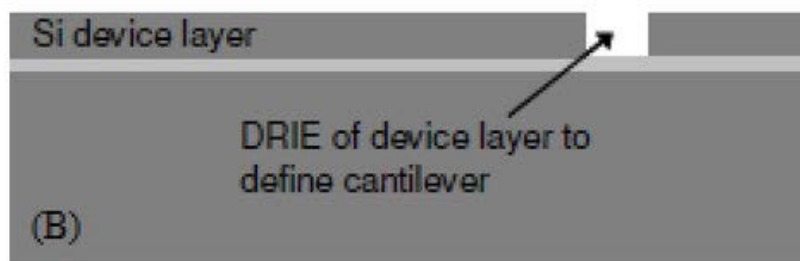 Si device layer
DRIE of device layer to
define cantilever
(B)